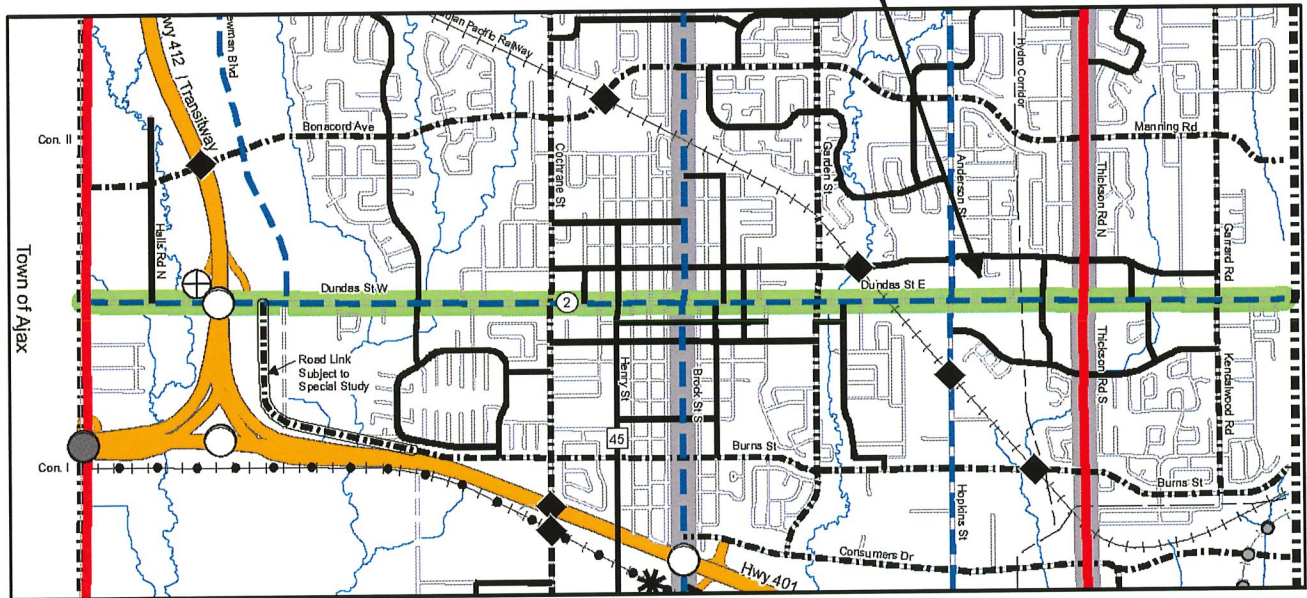 Hwy 412 / Transitway
ewman Blvd
dian Pacific Railway
Con. II
Bonacord Ave
Cochrane St
Garden St
Anderson St
Hydro Corridor
Manning Rd
Thickson Rd N
Garrard Rd
Halls Rd N
Town of Ajax
Dundas St W
2
Dundas St E
Road Link
Subject to
Special Study
Henry St
Brock St S
Thickson Rd S
Kendalwood Rd
45
Burns St
Con. I
Hopkins St
Burns St
Consumers Dr
Hwy 401